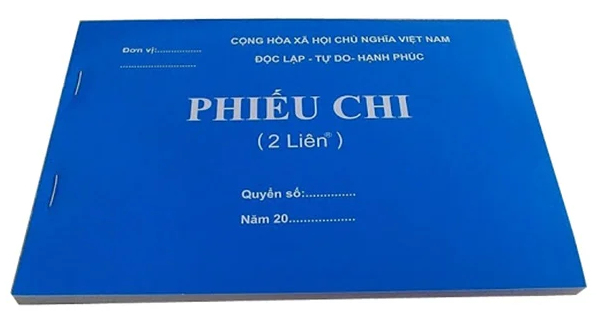 Đơn vị:...............
.........................
CỘNG HÒA XÃ HỘI CHỦ NGHĨA VIỆT NAM
ĐỘC LẬP - TỰ DO- HẠNH PHÚC
PHIẾU CHI
( 2 Liên® )
Quyển số:..............
Năm 20..................